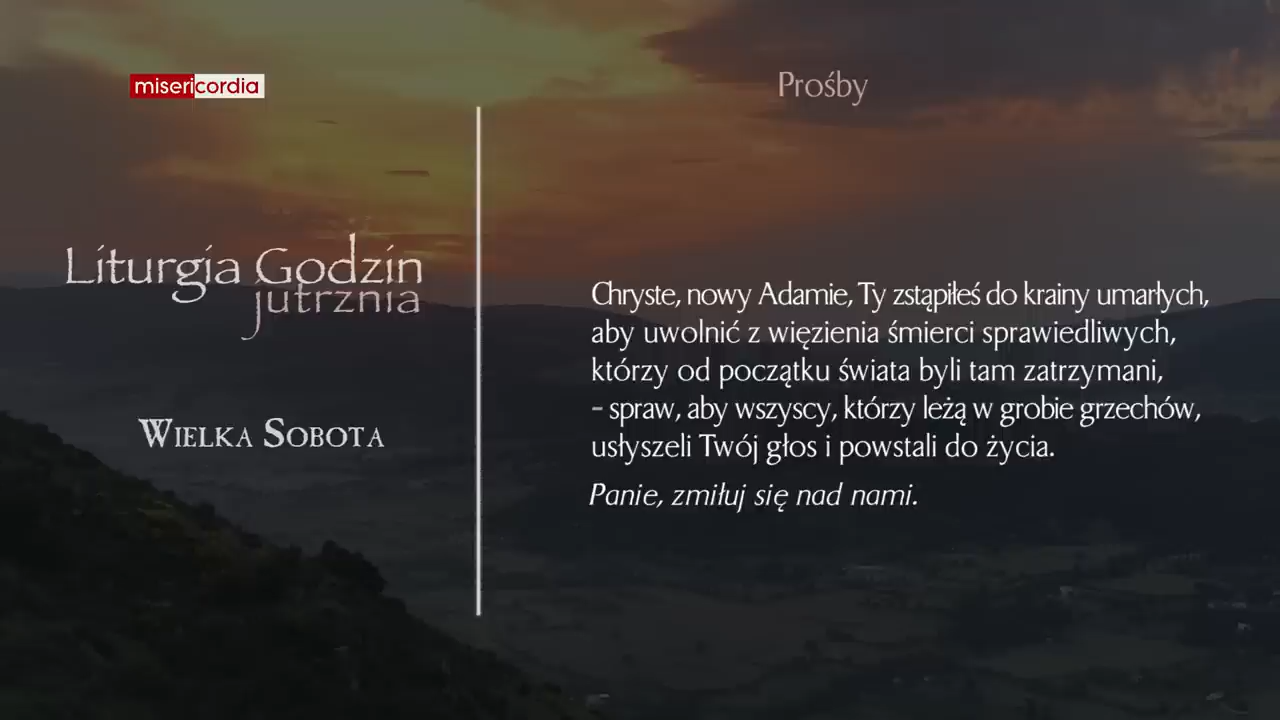 misericordia
Prośby
Liturgia Godzin
jutrznia
Wielka Sobota
Chryste, nowy Adamie, Ty zstąpiłeś do krainy umarłych,
aby uwolnić z więzienia śmierci sprawiedliwych,
którzy od początku świata byli tam zatrzymani,
- spraw, aby wszyscy, którzy leżą w grobie grzechów,
usłyszeli Twój głos i powstali do życia.
Panie, zmiłuj się nad nami.